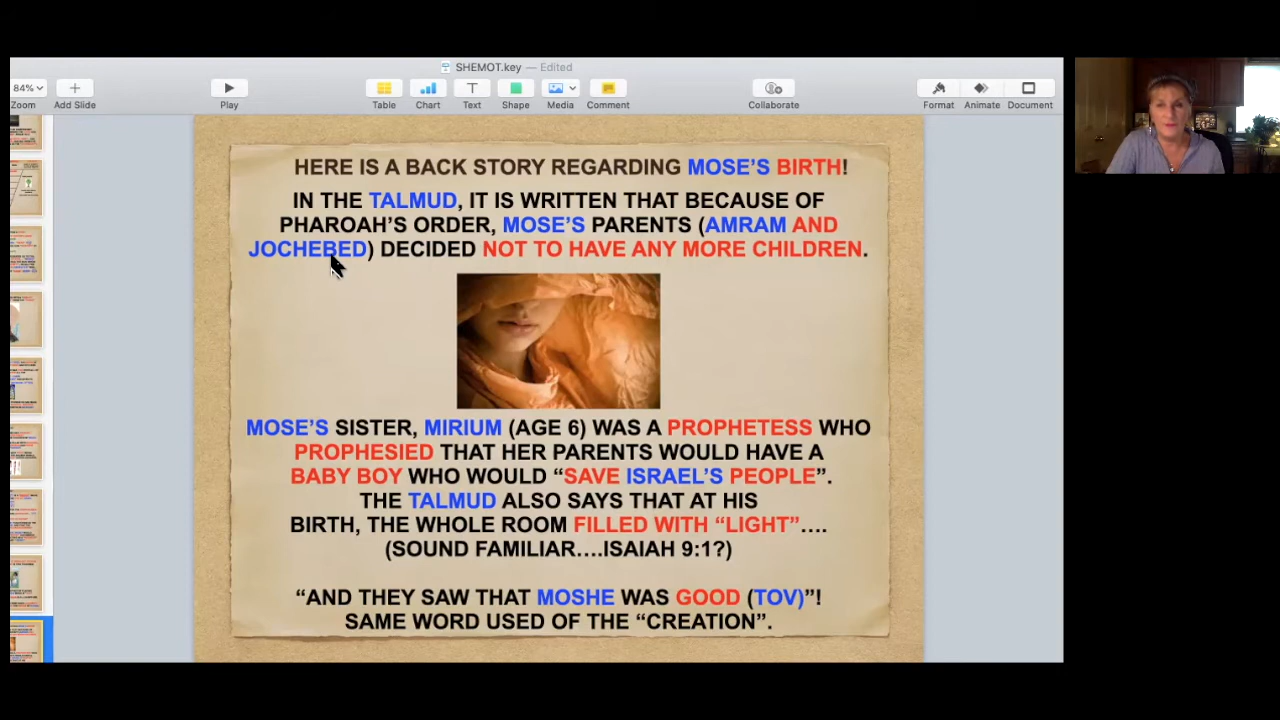 SHEMOT.key — Edited
84%
Zoom
Add Slide
Play
Table
Chart
Text
Shape
Media
Comment
Collaborate
Format
Animate
Document
HERE IS A BACK STORY REGARDING MOSE'S BIRTH!
IN THE TALMUD, IT IS WRITTEN THAT BECAUSE OF
PHAROAH'S ORDER, MOSE'S PARENTS (AMRAM AND
JOCHEBED) DECIDED NOT TO HAVE ANY MORE CHILDREN.
MOSE'S SISTER, MIRIUM (AGE 6) WAS A PROPHETESS WHO
PROPHESIED THAT HER PARENTS WOULD HAVE A
BABY BOY WHO WOULD “SAVE ISRAEL'S PEOPLE”.
THE TALMUD ALSO SAYS THAT AT HIS
BIRTH, THE WHOLE ROOM FILLED WITH “LIGHT”....
(SOUND FAMILIAR....ISAIAH 9:1?)
“AND THEY SAW THAT MOSHE WAS GOOD (TOV)”!
SAME WORD USED OF THE “CREATION”.